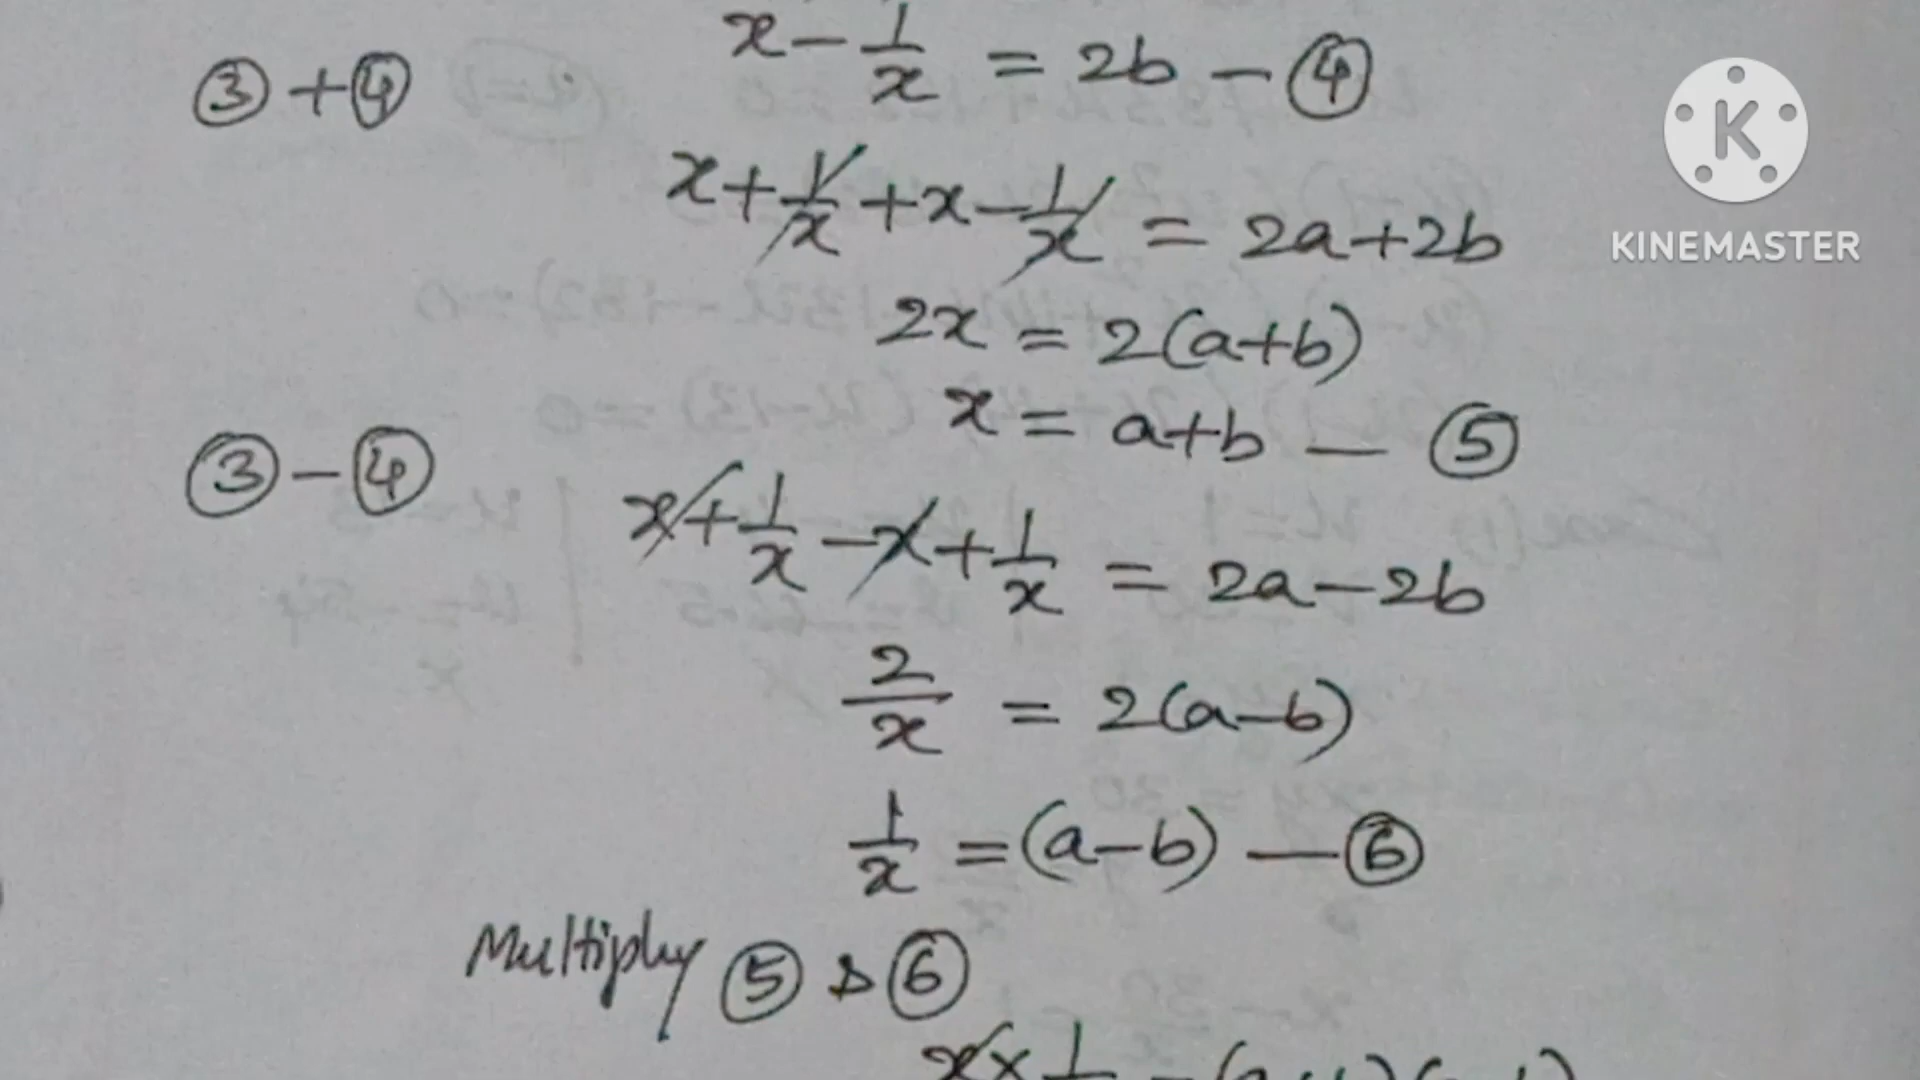 x - 1/x = 2b - ④
③ + ④
x + 1/x + x - 1/x = 2a + 2b
2x = 2(a+b)
x = a+b — ⑤
③ - ④
x + 1/x - x + 1/x = 2a - 2b
2/x = 2(a-b)
1/x = (a-b) — ⑥
Multiply ⑤ & ⑥
KINEMASTER